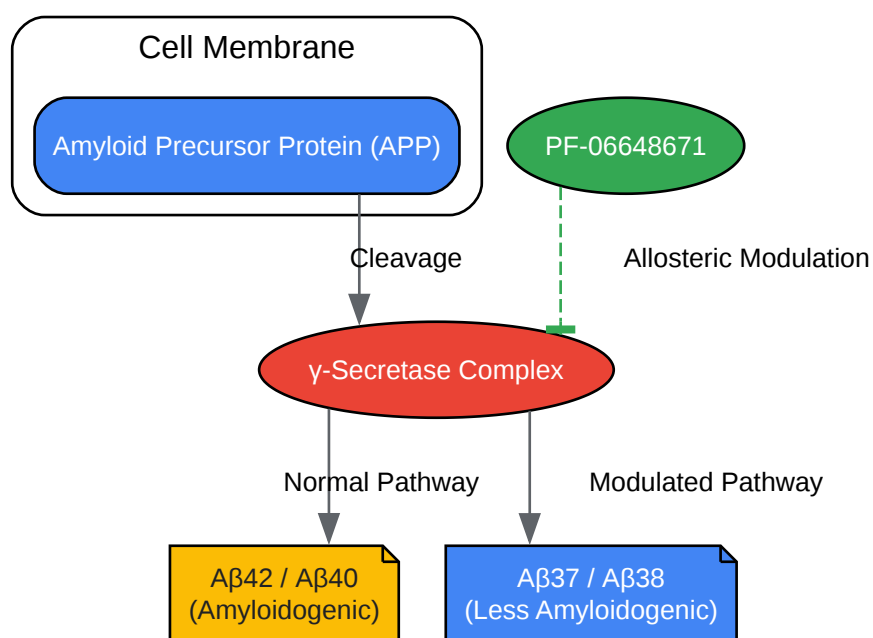 Cell Membrane
Amyloid Precursor Protein (APP)
PF-06648671
Cleavage
Allosteric Modulation
γ-Secretase Complex
Normal Pathway
Modulated Pathway
Aβ42 / Aβ40
(Amyloidogenic)
Aβ37 / Aβ38
(Less Amyloidogenic)